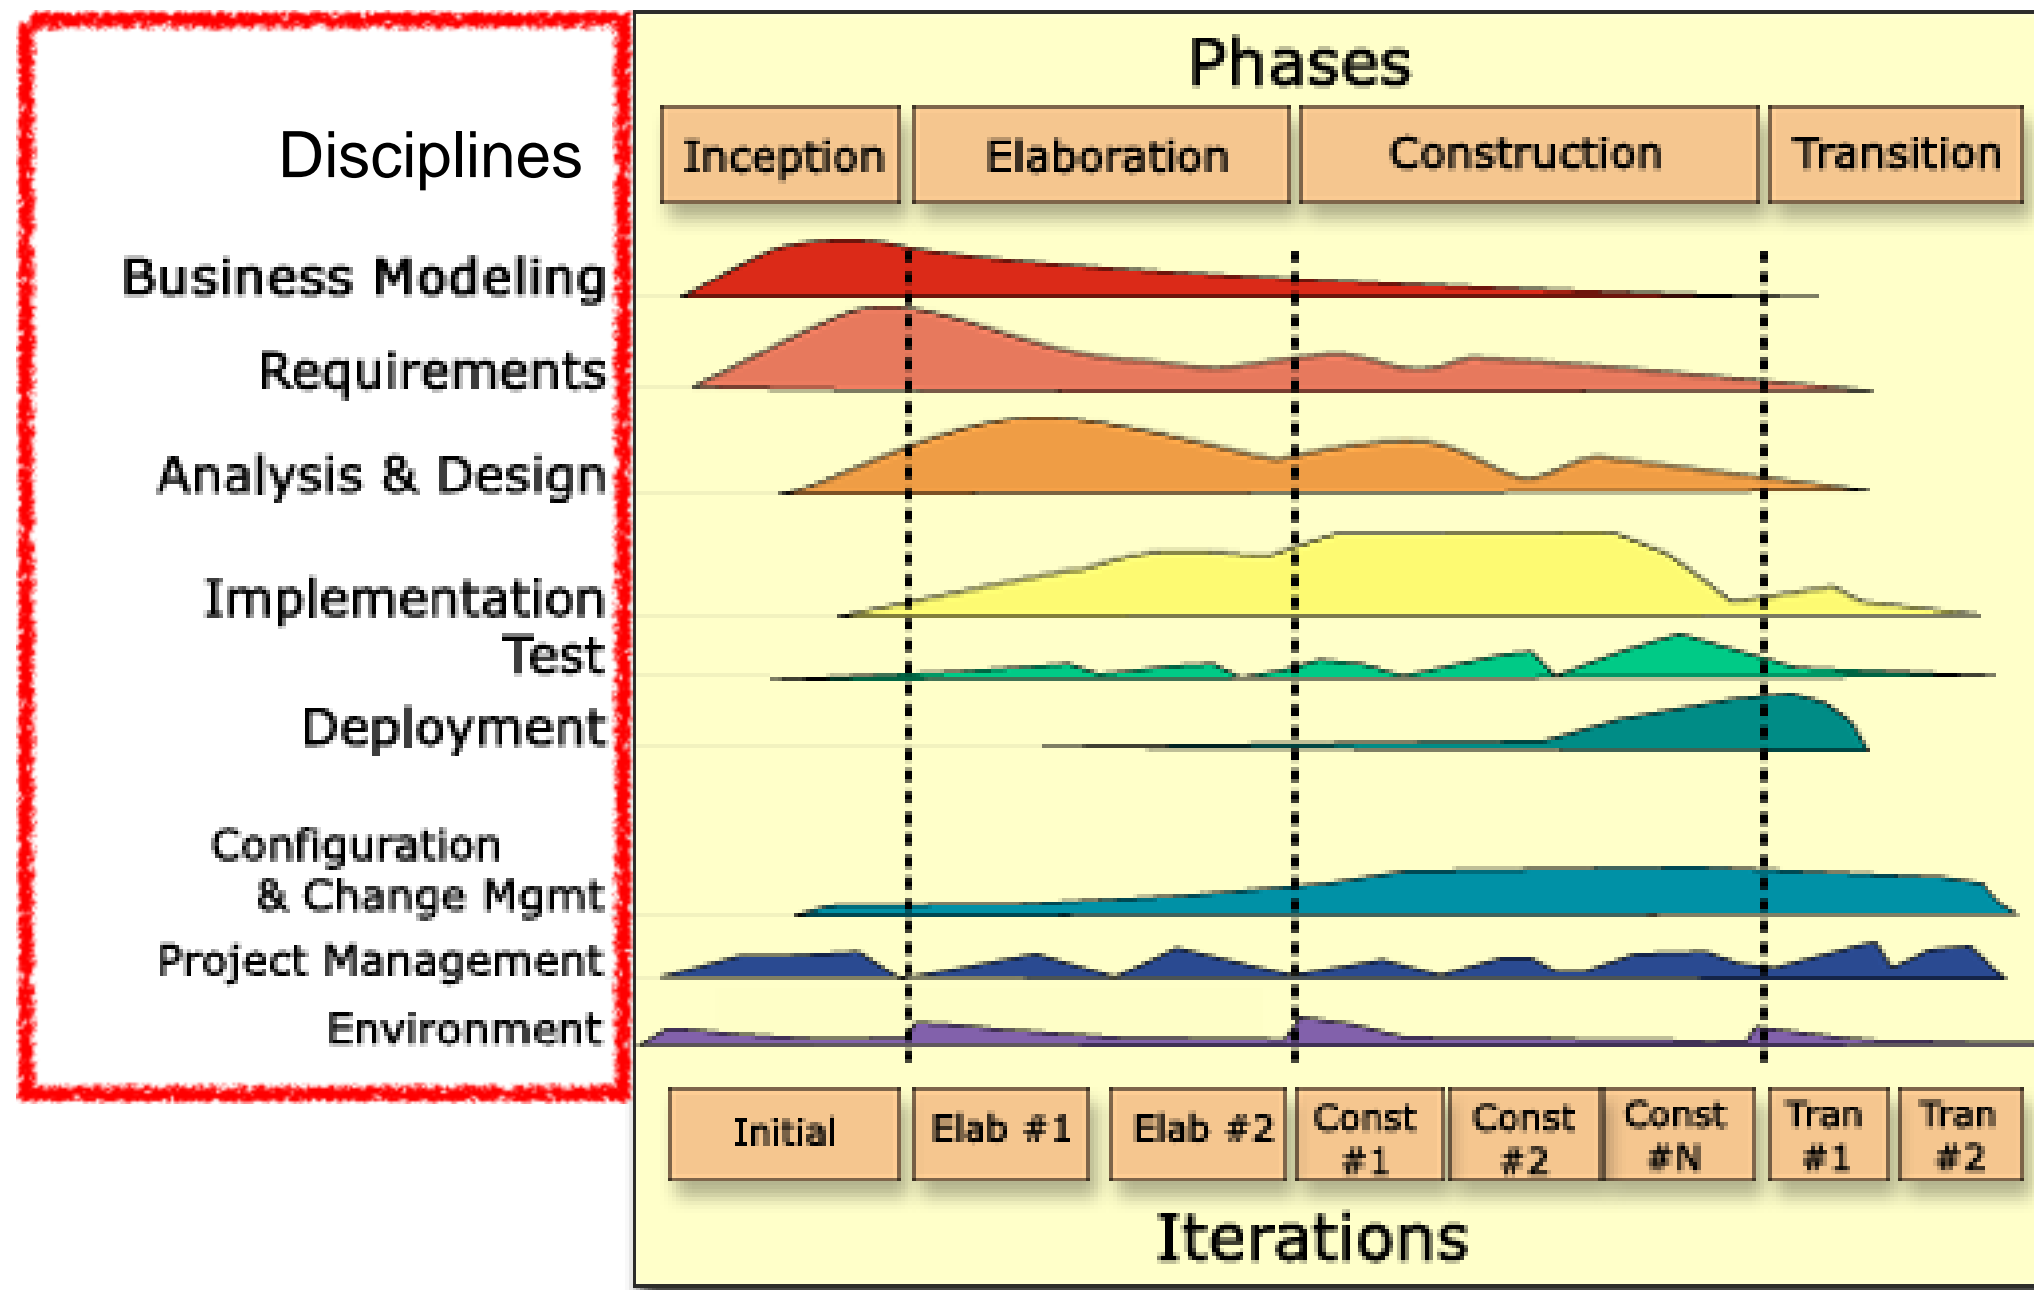 Phases
Disciplines
Inception
Elaboration
Construction
Transition
Business Modeling
Requirements
Analysis & Design
Implementation
Test
Deployment
Configuration
& Change Mgmt
Project Management
Environment
Initial
Elab #1
Elab #2
Const
#1
Const
#2
Const
#N
Tran
#1
Tran
#2
Iterations